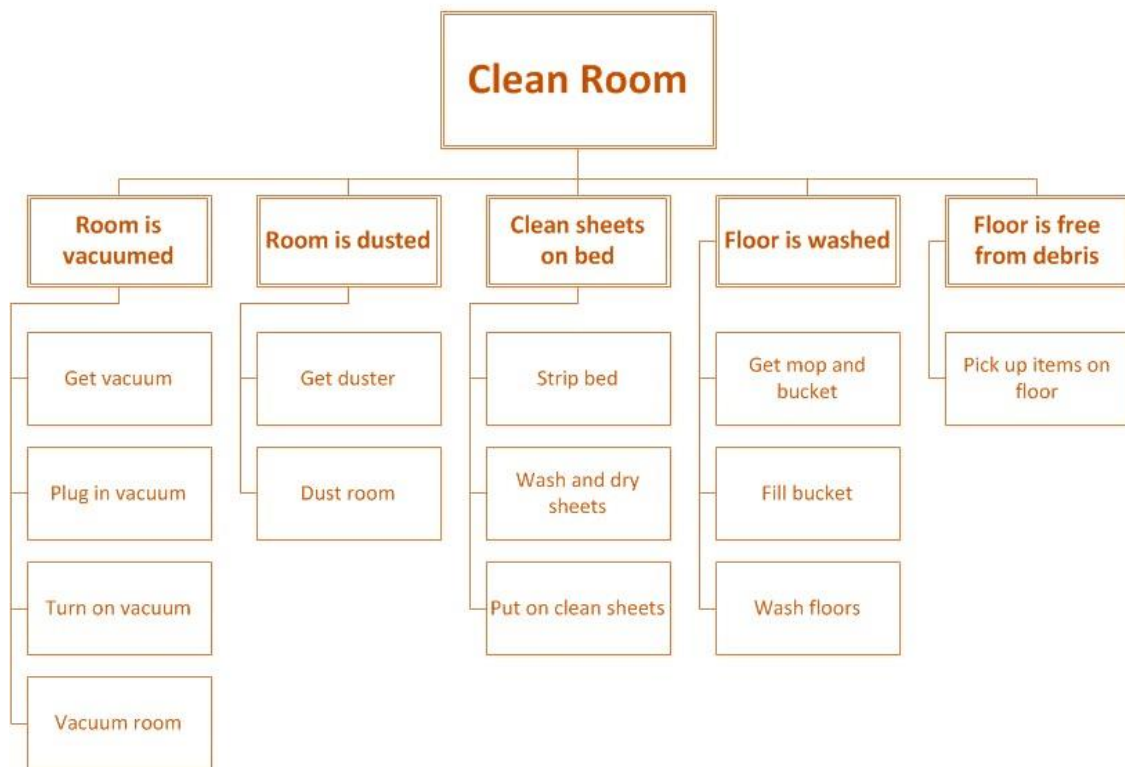 Clean Room
Room is
vacuumed
Get vacuum
Plug in vacuum
Turn on vacuum
Vacuum room
Room is dusted
Get duster
Dust room
Clean sheets
on bed
Strip bed
Wash and dry
sheets
Put on clean sheets
Floor is washed
Get mop and
bucket
Fill bucket
Wash floors
Floor is free
from debris
Pick up items on
floor